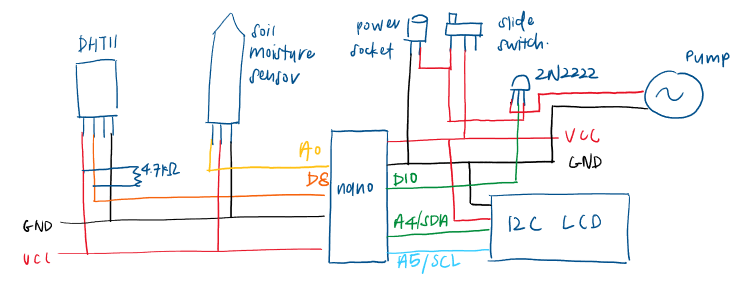 DHT11
soil
moisture
sensor
power
socket
slide
switch.
2N2222
Pump
4.7kΩ
A0
D8
nano
VCC
GND
D10
GND
VCC
A4/SDA
A5/SCL
I2C LCD